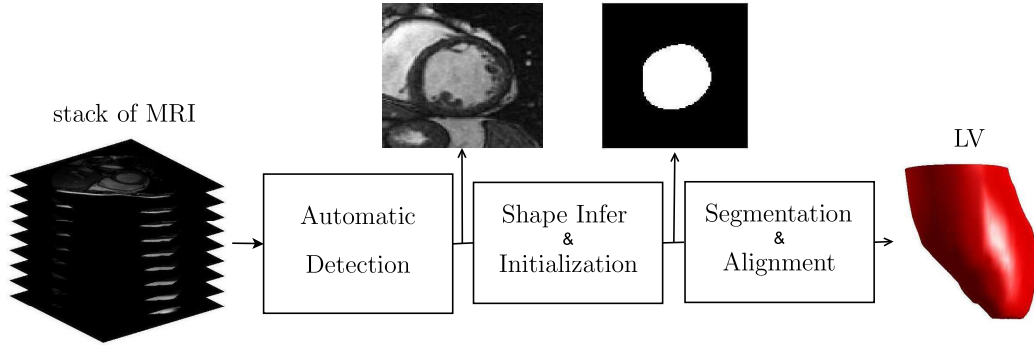 stack of MRI
Automatic
Detection
Shape Infer
&
Initialization
Segmentation
&
Alignment
LV